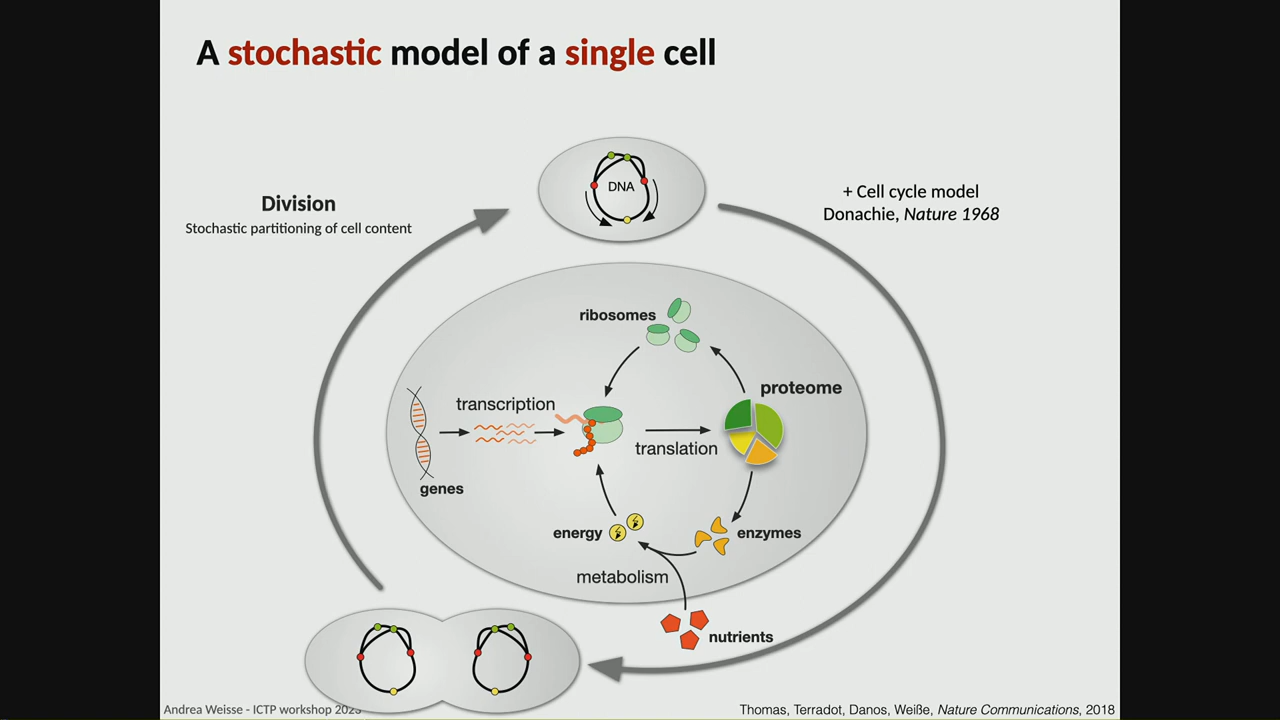 A stochastic model of a single cell
DNA
Division
Stochastic partitioning of cell content
+ Cell cycle model
Donachie, Nature 1968
ribosomes
proteome
transcription
translation
genes
energy
enzymes
metabolism
nutrients
Andrea Weisse - ICTP workshop 2023
Thomas, Terradot, Danos, Weiße, Nature Communications, 2018